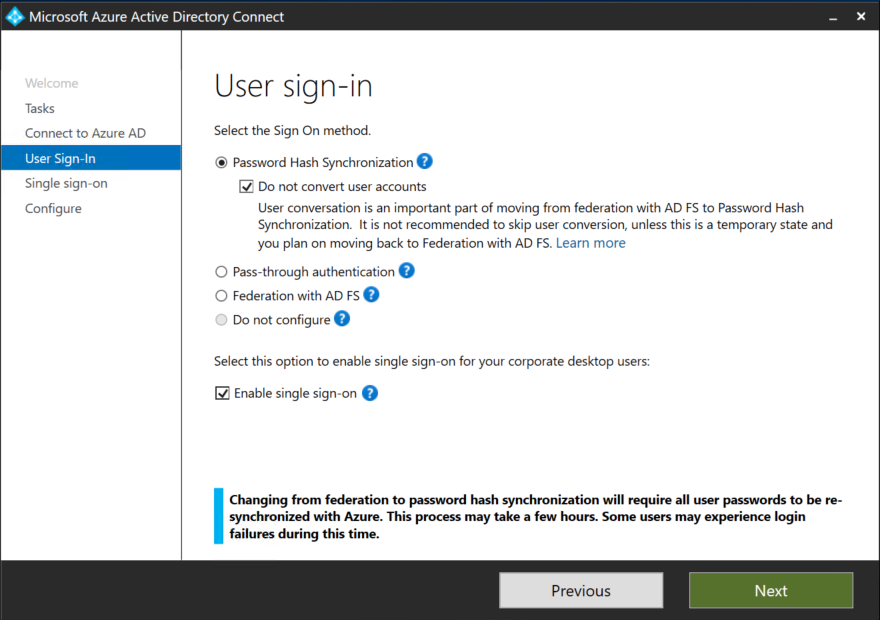 Microsoft Azure Active Directory Connect
Welcome
Tasks
Connect to Azure AD
User Sign-In
Single sign-on
Configure
User sign-in
Select the Sign On method.
Password Hash Synchronization ?
Do not convert user accounts
User conversation is an important part of moving from federation with AD FS to Password Hash
Synchronization. It is not recommended to skip user conversion, unless this is a temporary state and
you plan on moving back to Federation with AD FS. Learn more
Pass-through authentication ?
Federation with AD FS ?
Do not configure ?
Select this option to enable single sign-on for your corporate desktop users:
Enable single sign-on ?
Changing from federation to password hash synchronization will require all user passwords to be re-
synchronized with Azure. This process may take a few hours. Some users may experience login
failures during this time.
Previous
Next